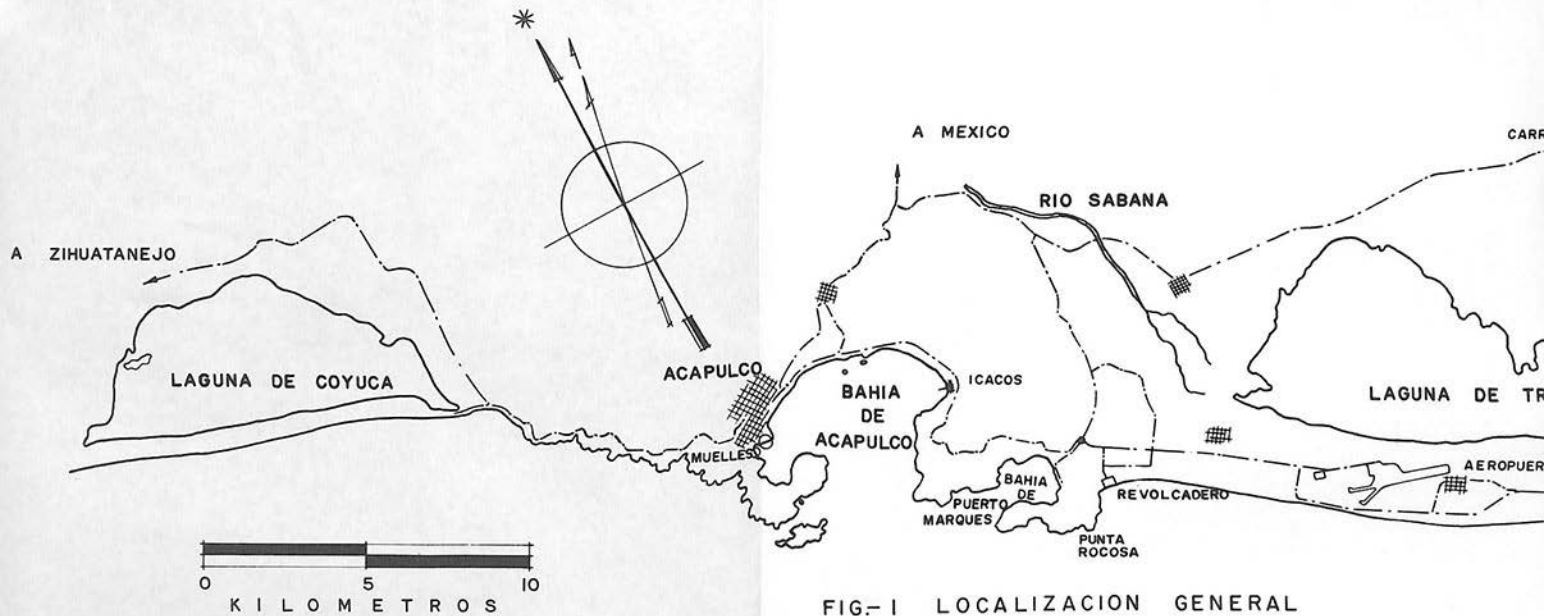 A MEXICO
CARR
RIO SABANA
A ZIHUATANEJO
LAGUNA DE COYUCA
ACAPULCO
ICACOS
BAHIA
DE
ACAPULCO
LAGUNA DE TR
MUELLES
BAHIA
DE
PUERTO
MARQUES
REVOLCADERO
AEROPUER
PUNTA
ROCOSA
0 5 10
KILOMETROS
FIG.-1 LOCALIZACION GENERAL